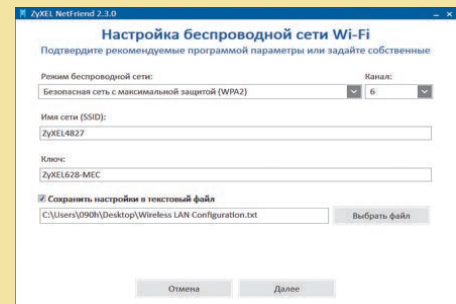 ZyXEL NetFriend 2.3.0
Настройка беспроводной сети Wi-Fi
Подтвердите рекомендуемые программой параметры или задайте собственные
Режим беспроводной сети:
Канал:
Безопасная сеть с максимальной защитой (WPA2)
6
Имя сети (SSID):
ZyXEL4827
Ключ:
ZyXEL628-MEC
Сохранить настройки в текстовый файл
C:\Users\090h\Desktop\Wireless LAN Configuration.txt
Выбрать файл
Отмена
Далее